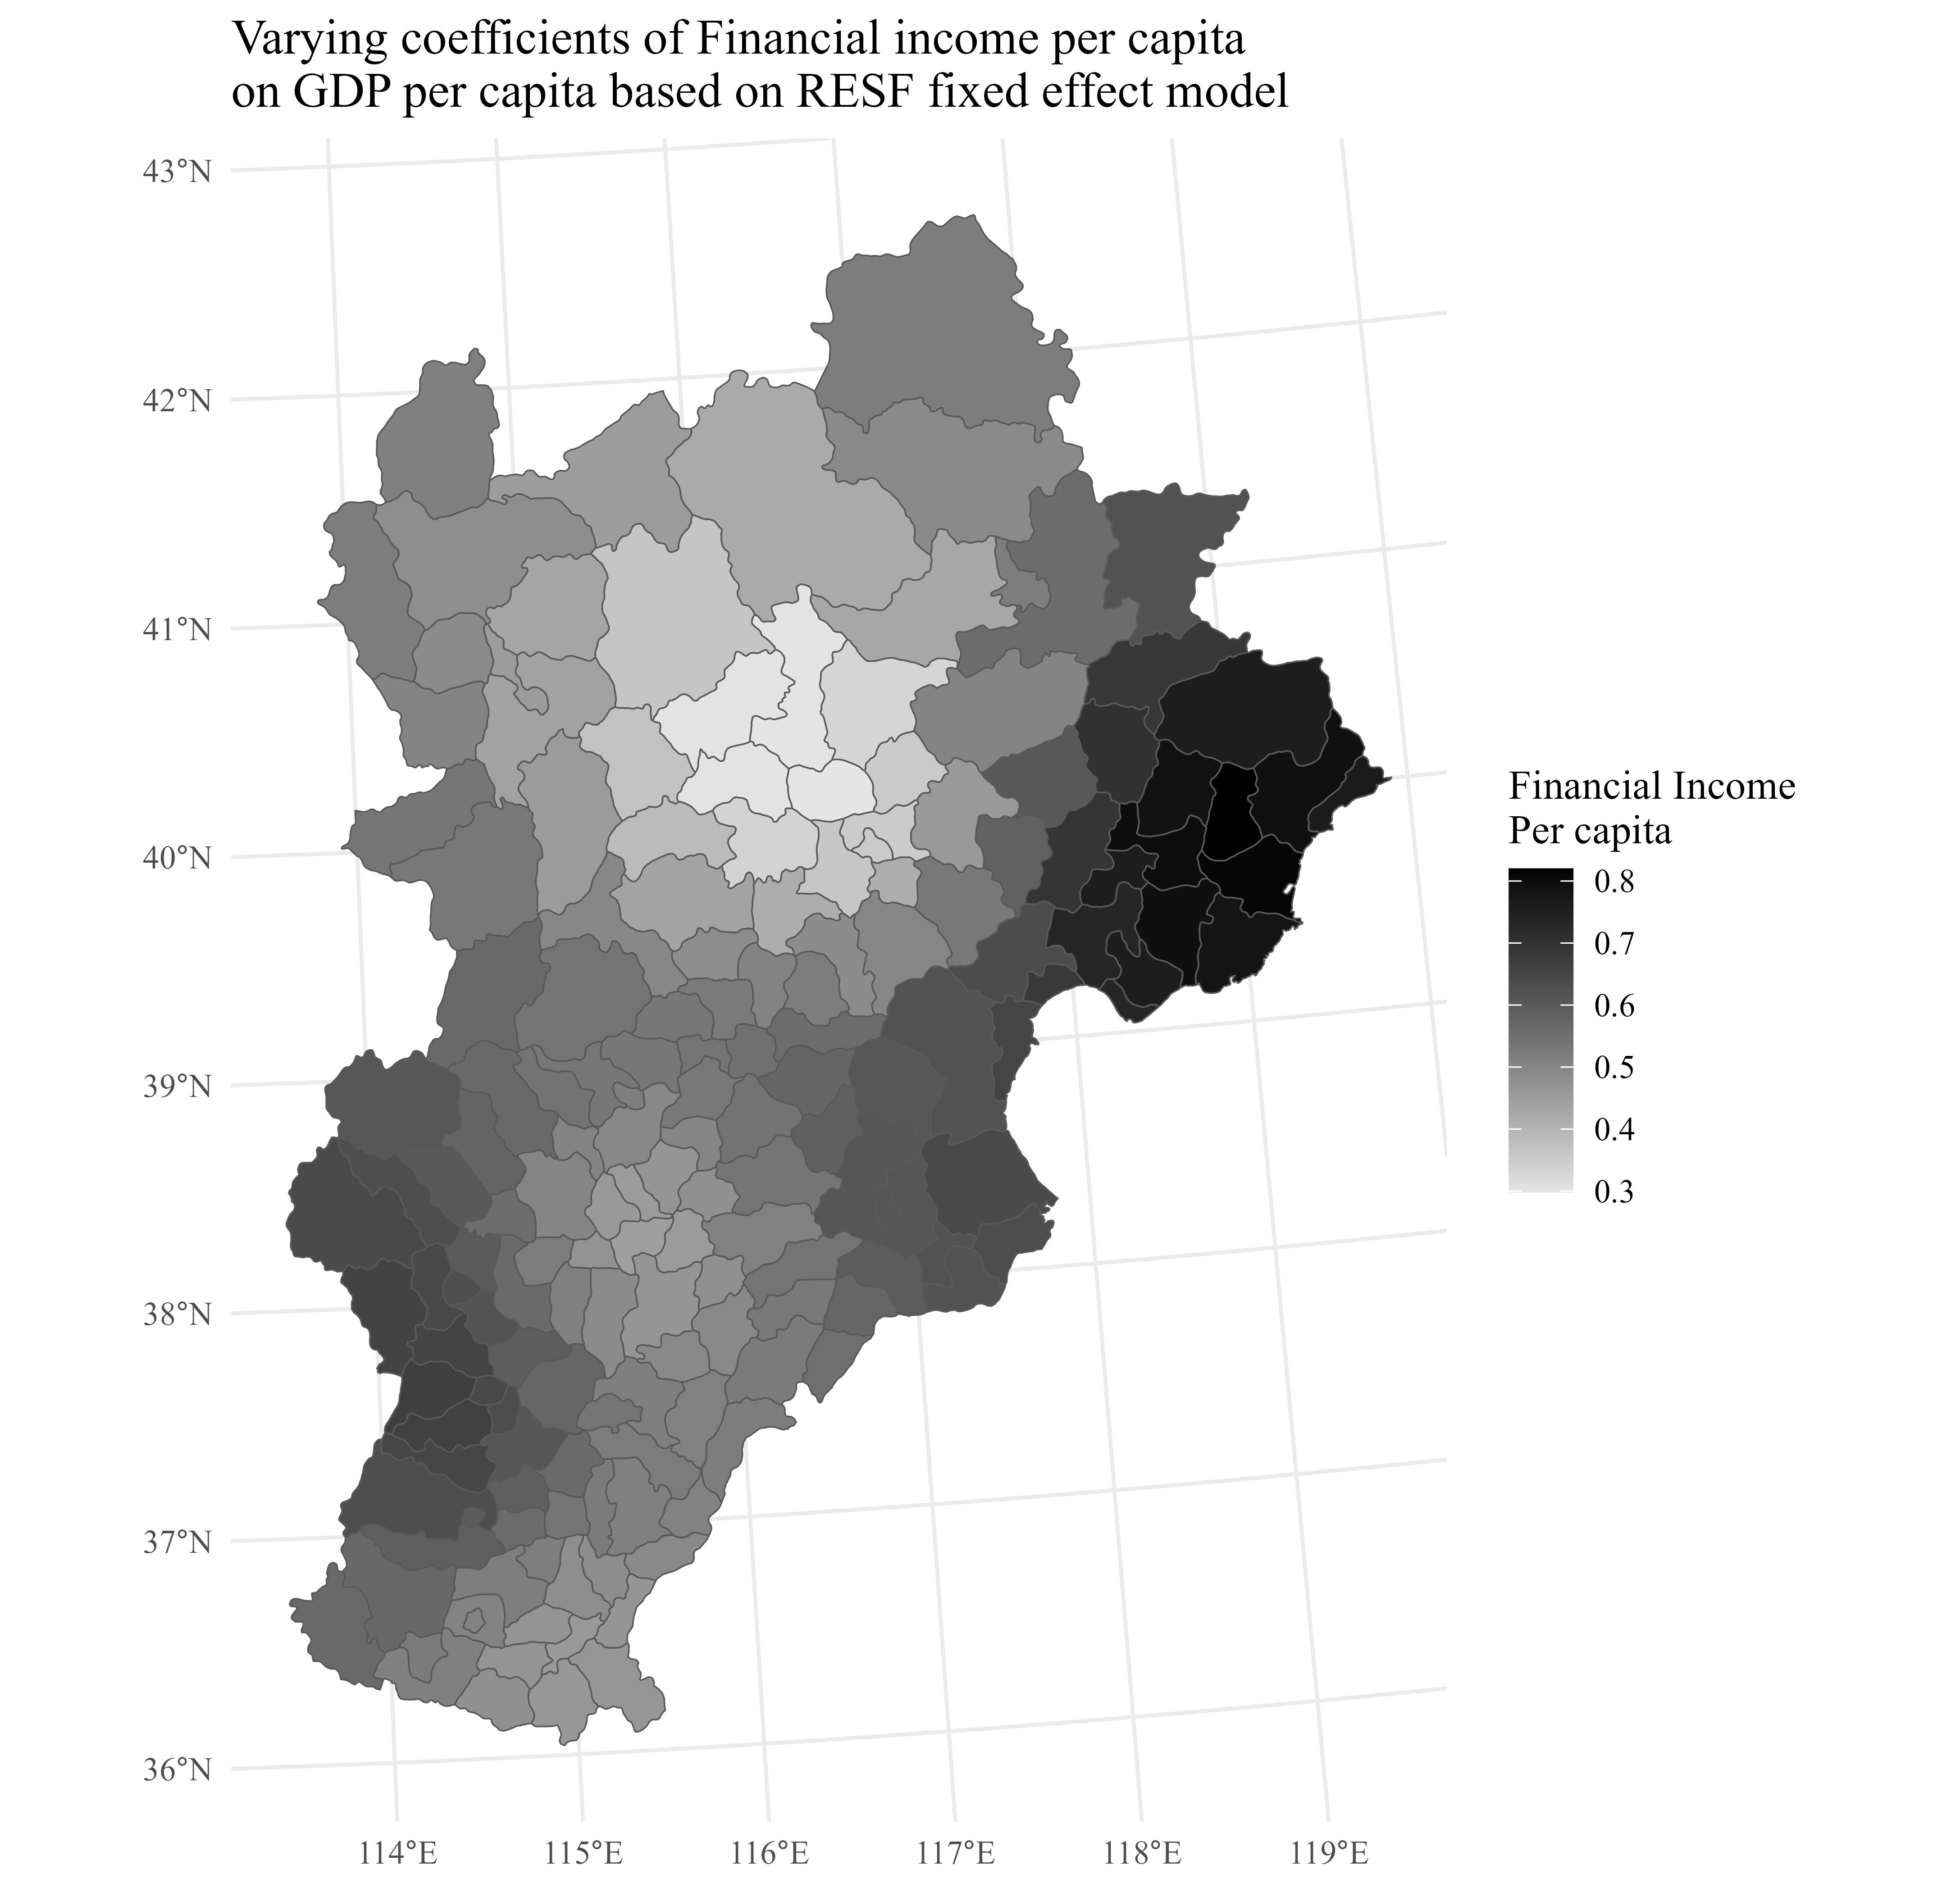 Varying coefficients of Financial income per capita
on GDP per capita based on RESF fixed effect model
43°N
42°N
41°N
40°N
39°N
38°N
37°N
36°N
114°E
115°E
116°E
117°E
118°E
119°E
Financial Income
Per capita
0.8
0.7
0.6
0.5
0.4
0.3